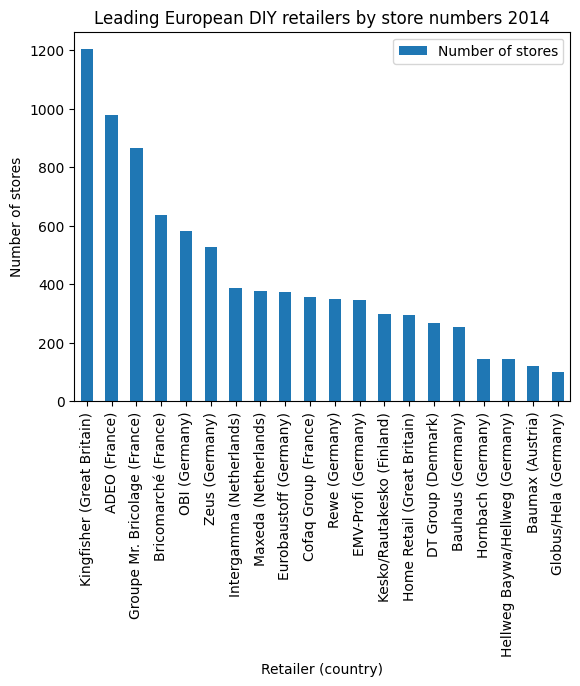 Leading European DIY retailers by store numbers 2014
Number of stores
Number of stores
1200
1000
800
600
400
200
0
Kingfisher (Great Britain)
ADEO (France)
Groupe Mr. Bricolage (France)
Bricomarché (France)
OBI (Germany)
Zeus (Germany)
Intergamma (Netherlands)
Maxeda (Netherlands)
Eurobaustoff (Germany)
Cofaq Group (France)
Rewe (Germany)
EMV-Profi (Germany)
Kesko/Rautakesko (Finland)
Home Retail (Great Britain)
DT Group (Denmark)
Bauhaus (Germany)
Hornbach (Germany)
Hellweg Baywa/Hellweg (Germany)
Baumax (Austria)
Globus/Hela (Germany)
Retailer (country)